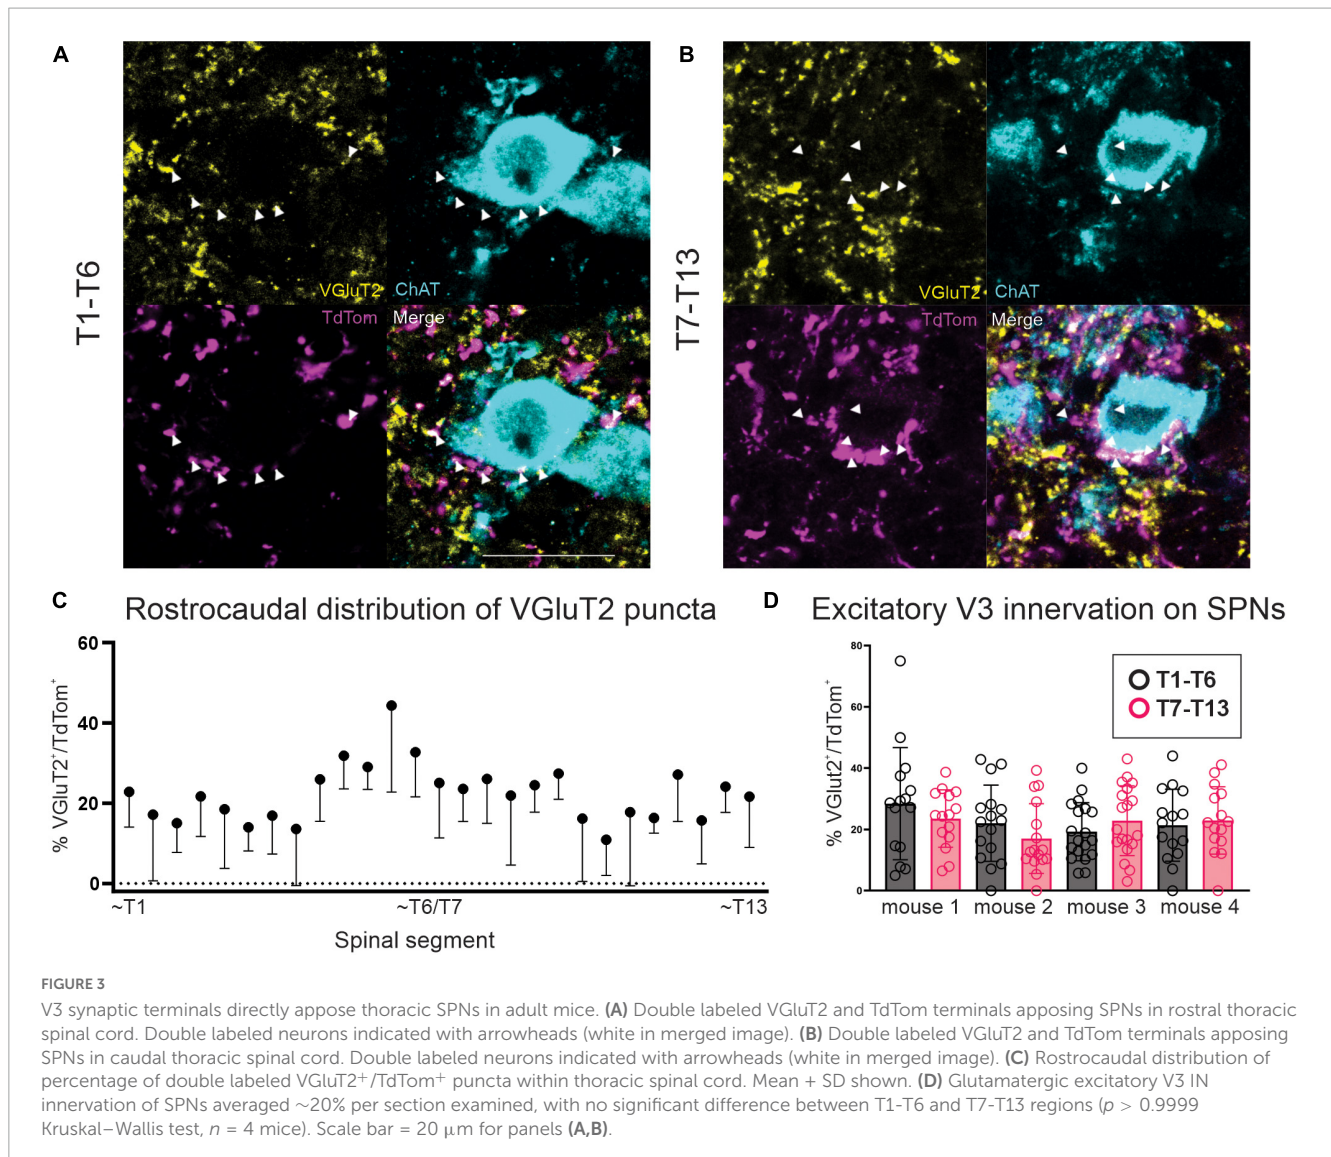 A
B
T1-T6
VGluT2
ChAT
TdTom
Merge
T7-T13
VGluT2
ChAT
TdTom
Merge
C
Rostrocaudal distribution of VGluT2 puncta
% VGluT2⁺/TdTom⁺
60
40
20
0
~T1
~T6/T7
~T13
Spinal segment
D
Excitatory V3 innervation on SPNs
% VGlut2⁺/TdTom⁺
80
60
40
20
0
T1-T6
T7-T13
mouse 1
mouse 2
mouse 3
mouse 4
FIGURE 3
V3 synaptic terminals directly appose thoracic SPNs in adult mice. (A) Double labeled VGluT2 and TdTom terminals apposing SPNs in rostral thoracic
spinal cord. Double labeled neurons indicated with arrowheads (white in merged image). (B) Double labeled VGluT2 and TdTom terminals apposing
SPNs in caudal thoracic spinal cord. Double labeled neurons indicated with arrowheads (white in merged image). (C) Rostrocaudal distribution of
percentage of double labeled VGluT2⁺/TdTom⁺ puncta within thoracic spinal cord. Mean + SD shown. (D) Glutamatergic excitatory V3 IN
innervation of SPNs averaged ~20% per section examined, with no significant difference between T1-T6 and T7-T13 regions (p > 0.9999
Kruskal–Wallis test, n = 4 mice). Scale bar = 20 μm for panels (A,B).